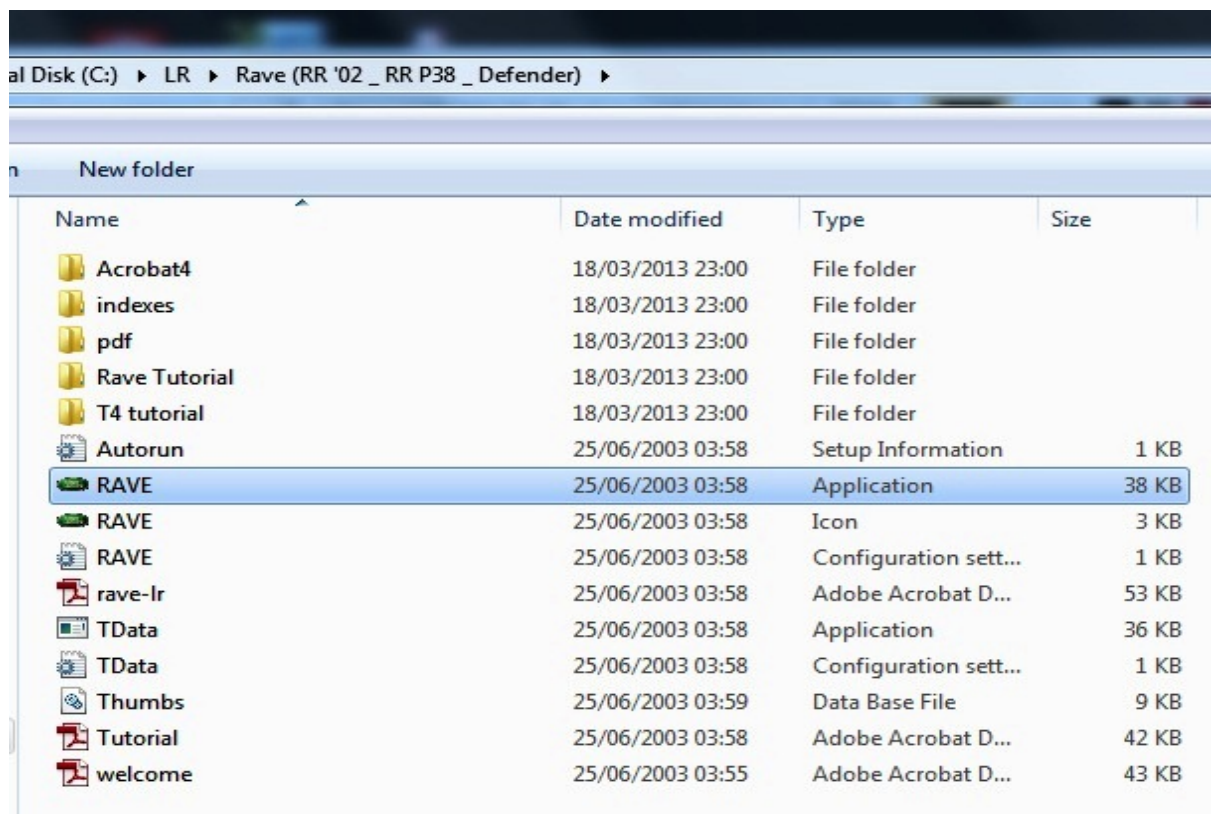 al Disk (C:) ▸ LR ▸ Rave (RR '02 _ RR P38 _ Defender) ▸
n New folder
Name Date modified Type Size
Acrobat4 18/03/2013 23:00 File folder
indexes 18/03/2013 23:00 File folder
pdf 18/03/2013 23:00 File folder
Rave Tutorial 18/03/2013 23:00 File folder
T4 tutorial 18/03/2013 23:00 File folder
Autorun 25/06/2003 03:58 Setup Information 1 KB
RAVE 25/06/2003 03:58 Application 38 KB
RAVE 25/06/2003 03:58 Icon 3 KB
RAVE 25/06/2003 03:58 Configuration sett... 1 KB
rave-lr 25/06/2003 03:58 Adobe Acrobat D... 53 KB
TData 25/06/2003 03:58 Application 36 KB
TData 25/06/2003 03:58 Configuration sett... 1 KB
Thumbs 25/06/2003 03:59 Data Base File 9 KB
Tutorial 25/06/2003 03:58 Adobe Acrobat D... 42 KB
welcome 25/06/2003 03:55 Adobe Acrobat D... 43 KB